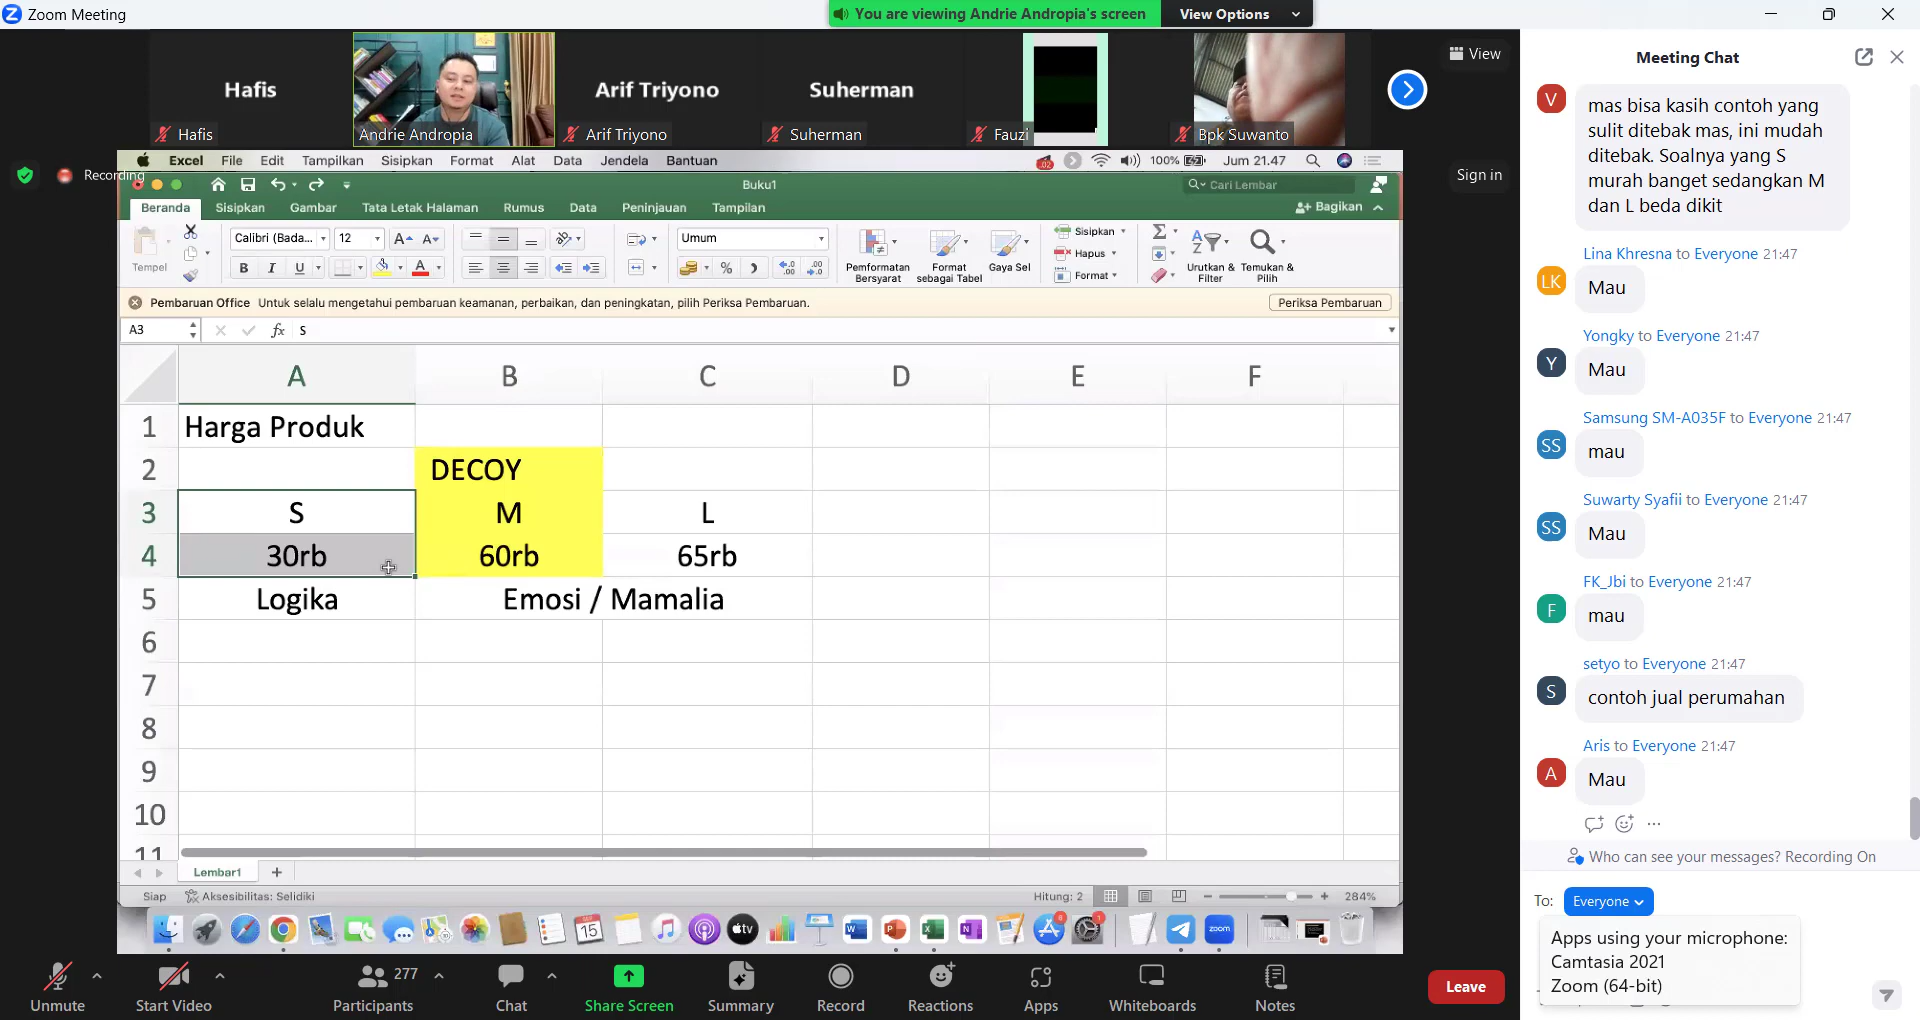 Zoom Meeting
You are viewing Andrie Andropia's screen
View Options
Hafis
Hafis
Andrie Andropia
Arif Triyono
Arif Triyono
Suherman
Suherman
Fauzi
Bpk Suwanto
View
Recording
Sign in
Excel File Edit Tampilan Sisipkan Format Alat Data Jendela Bantuan
100% Jum 21.47
Buku1
Cari Lembar
Beranda Sisipkan Gambar Tata Letak Halaman Rumus Data Peninjauan Tampilan
Bagikan
Tempel
Calibri (Bada... 12
B I U
Umum
Pemformatan Bersyarat
Format sebagai Tabel
Gaya Sel
Sisipkan
Hapus
Format
Urutkan & Filter
Temukan & Pilih
Pembaruan Office Untuk selalu mengetahui pembaruan keamanan, perbaikan, dan peningkatan, pilih Periksa Pembaruan.
Periksa Pembaruan
A3 fx S
A B C D E F
1 Harga Produk
2 DECOY
3 S M L
4 30rb 60rb 65rb
5 Logika Emosi / Mamalia
6
7
8
9
10
11
Lembar1 +
Siap Aksesibilitas: Selidiki
Hitung: 2
284%
Unmute
Start Video
277
Participants
Chat
Share Screen
Summary
Record
Reactions
Apps
Whiteboards
Notes
Leave
Meeting Chat
V
mas bisa kasih contoh yang
sulit ditebak mas, ini mudah
ditebak. Soalnya yang S
murah banget sedangkan M
dan L beda dikit
Lina Khresna to Everyone 21:47
LK
Mau
Yongky to Everyone 21:47
Y
Mau
Samsung SM-A035F to Everyone 21:47
SS
mau
Suwarty Syafii to Everyone 21:47
SS
Mau
FK_Jbi to Everyone 21:47
F
mau
setyo to Everyone 21:47
S
contoh jual perumahan
Aris to Everyone 21:47
A
Mau
Who can see your messages? Recording On
To: Everyone
Apps using your microphone:
Camtasia 2021
Zoom (64-bit)